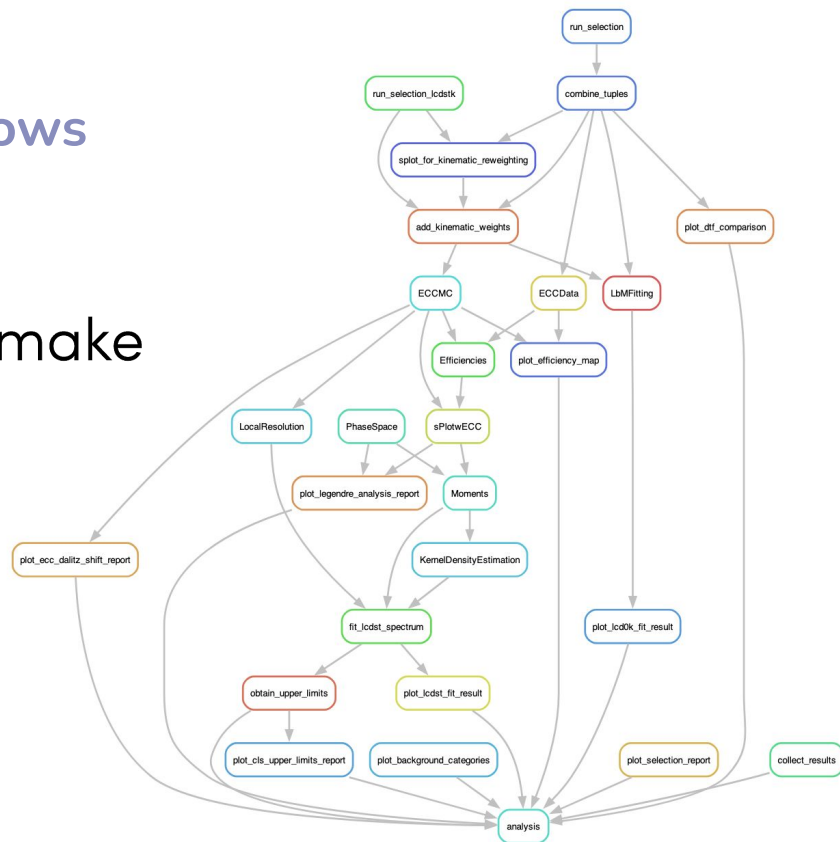 run_selection
run_selection_lcdstk
combine_tuples
ows
splot_for_kinematic_reweighting
add_kinematic_weights
plot_dtf_comparison
ECCMC
ECCData
LbMFitting
make
Efficiencies
plot_efficiency_map
LocalResolution
PhaseSpace
sPlotwECC
plot_legendre_analysis_report
Moments
plot_ecc_dalitz_shift_report
KernelDensityEstimation
fit_lcdst_spectrum
plot_lcd0k_fit_result
obtain_upper_limits
plot_lcdst_fit_result
plot_cls_upper_limits_report
plot_background_categories
plot_selection_report
collect_results
analysis